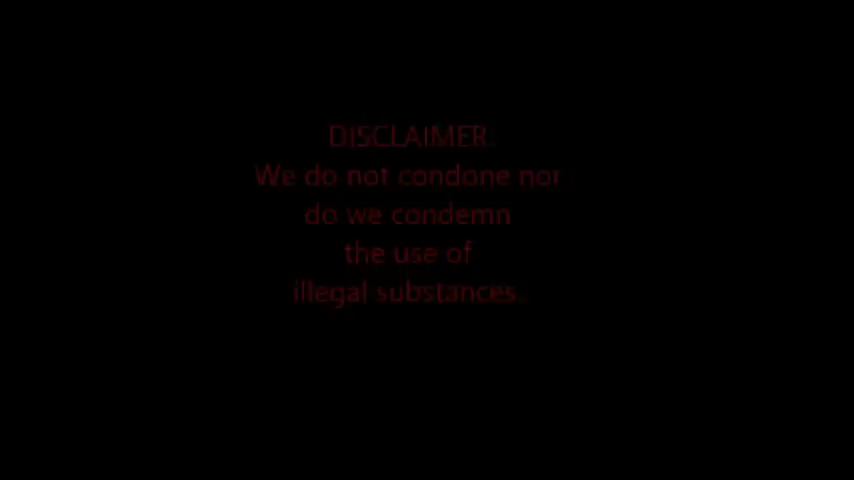 DISCLAIMER.
We do not condone nor
do we condemn
the use of
illegal substances.